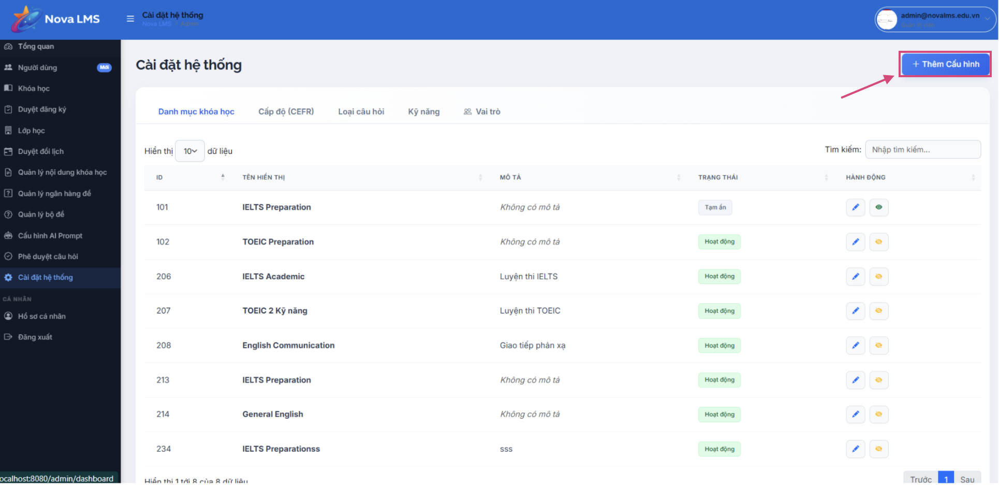 Nova LMS
Cài đặt hệ thống
Nova LMS > Admin
admin@novalms.edu.vn
Quản trị viên
Tổng quan
Người dùng Mới
Khóa học
Duyệt đăng ký
Lớp học
Duyệt đổi lịch
Quản lý nội dung khóa học
Quản lý ngân hàng đề
Quản lý bộ đề
Cấu hình AI Prompt
Phê duyệt câu hỏi
Cài đặt hệ thống
CÁ NHÂN
Hồ sơ cá nhân
Đăng xuất
ocalhost:8080/admin/dashboard
Cài đặt hệ thống
+ Thêm Cấu hình
Danh mục khóa học Cấp độ (CEFR) Loại câu hỏi Kỹ năng Vai trò
Hiển thị 10 dữ liệu
Tìm kiếm: Nhập tìm kiếm...
ID TÊN HIỂN THỊ MÔ TẢ TRẠNG THÁI HÀNH ĐỘNG
101 IELTS Preparation Không có mô tả Tạm ẩn
102 TOEIC Preparation Không có mô tả Hoạt động
206 IELTS Academic Luyện thi IELTS Hoạt động
207 TOEIC 2 Kỹ năng Luyện thi TOEIC Hoạt động
208 English Communication Giao tiếp phản xạ Hoạt động
213 IELTS Preparation Không có mô tả Hoạt động
214 General English Không có mô tả Hoạt động
234 IELTS Preparationss sss Hoạt động
Hiển thị 1 tới 8 của 8 dữ liệu
Trước 1 Sau